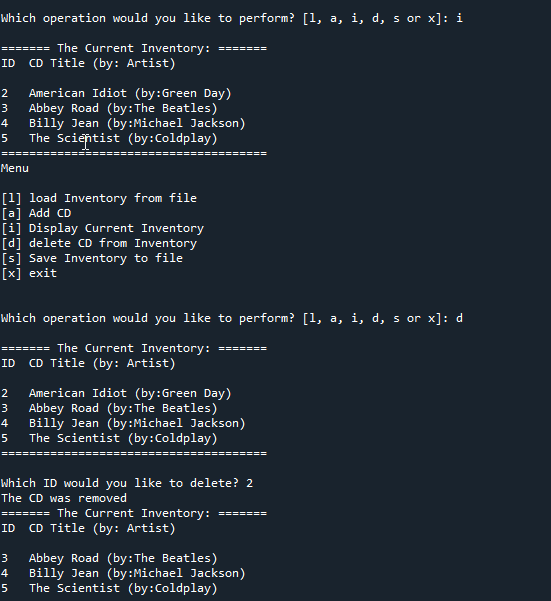 Which operation would you like to perform? [l, a, i, d, s or x]: i
======= The Current Inventory: =======
ID  CD Title (by: Artist)
2   American Idiot (by:Green Day)
3   Abbey Road (by:The Beatles)
4   Billy Jean (by:Michael Jackson)
5   The Scientist (by:Coldplay)
======================================
Menu
[l] load Inventory from file
[a] Add CD
[i] Display Current Inventory
[d] delete CD from Inventory
[s] Save Inventory to file
[x] exit
Which operation would you like to perform? [l, a, i, d, s or x]: d
======= The Current Inventory: =======
ID  CD Title (by: Artist)
2   American Idiot (by:Green Day)
3   Abbey Road (by:The Beatles)
4   Billy Jean (by:Michael Jackson)
5   The Scientist (by:Coldplay)
======================================
Which ID would you like to delete? 2
The CD was removed
======= The Current Inventory: =======
ID  CD Title (by: Artist)
3   Abbey Road (by:The Beatles)
4   Billy Jean (by:Michael Jackson)
5   The Scientist (by:Coldplay)